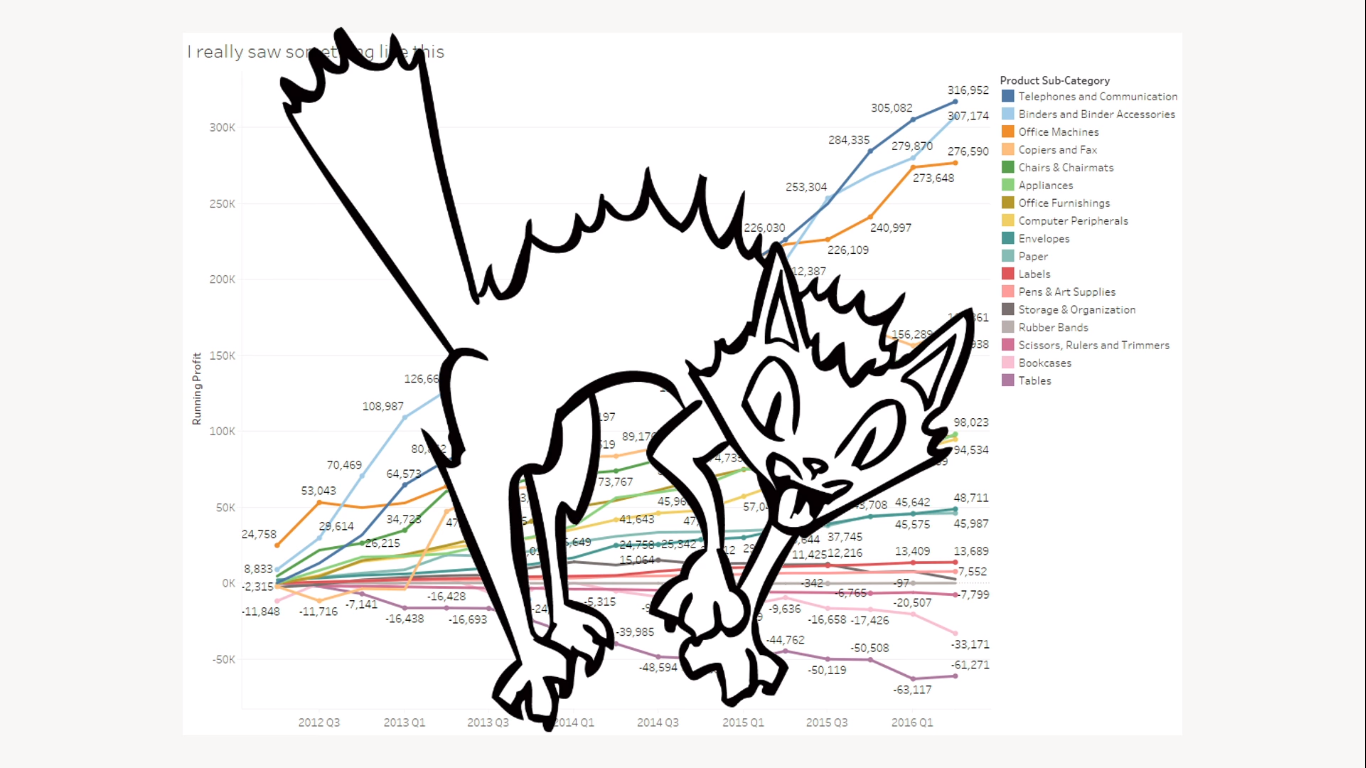 I really saw something like this
Product Sub-Category
316,952
Telephones and Communication
305,082
307,174
Binders and Binder Accessories
300K
Office Machines
284,335
279,870
276,590
Copiers and Fax
Chairs & Chairmats
273,648
253,304
Appliances
250K
Office Furnishings
226,030
240,997
Computer Peripherals
226,109
Envelopes
Paper
200K
12,387
Labels
Pens & Art Supplies
Storage & Organization
Rubber Bands
156,289
938
Scissors, Rulers and Trimmers
150K
Bookcases
Tables
Running Profit
108,987
100K
89,170
98,023
94,534
70,469
64,573
73,767
53,043
50K
45,642
48,711
45,575
45,987
24,758
29,614
34,723
41,643
37,745
26,215
24,758
25,342
15,064
11,425
12,216
13,409
13,689
8,833
7,552
0K
-2,315
-342
-97
-6,765
-7,799
-11,848
-11,716
-7,141
-16,428
-16,438
-16,693
-5,315
-9,636
-16,658
-17,426
-20,507
-33,171
-39,985
-44,762
-50K
-48,594
-50,119
-50,508
-61,271
-63,117
2012 Q3
2013 Q1
2013 Q3
2014 Q1
2014 Q3
2015 Q1
2015 Q3
2016 Q1